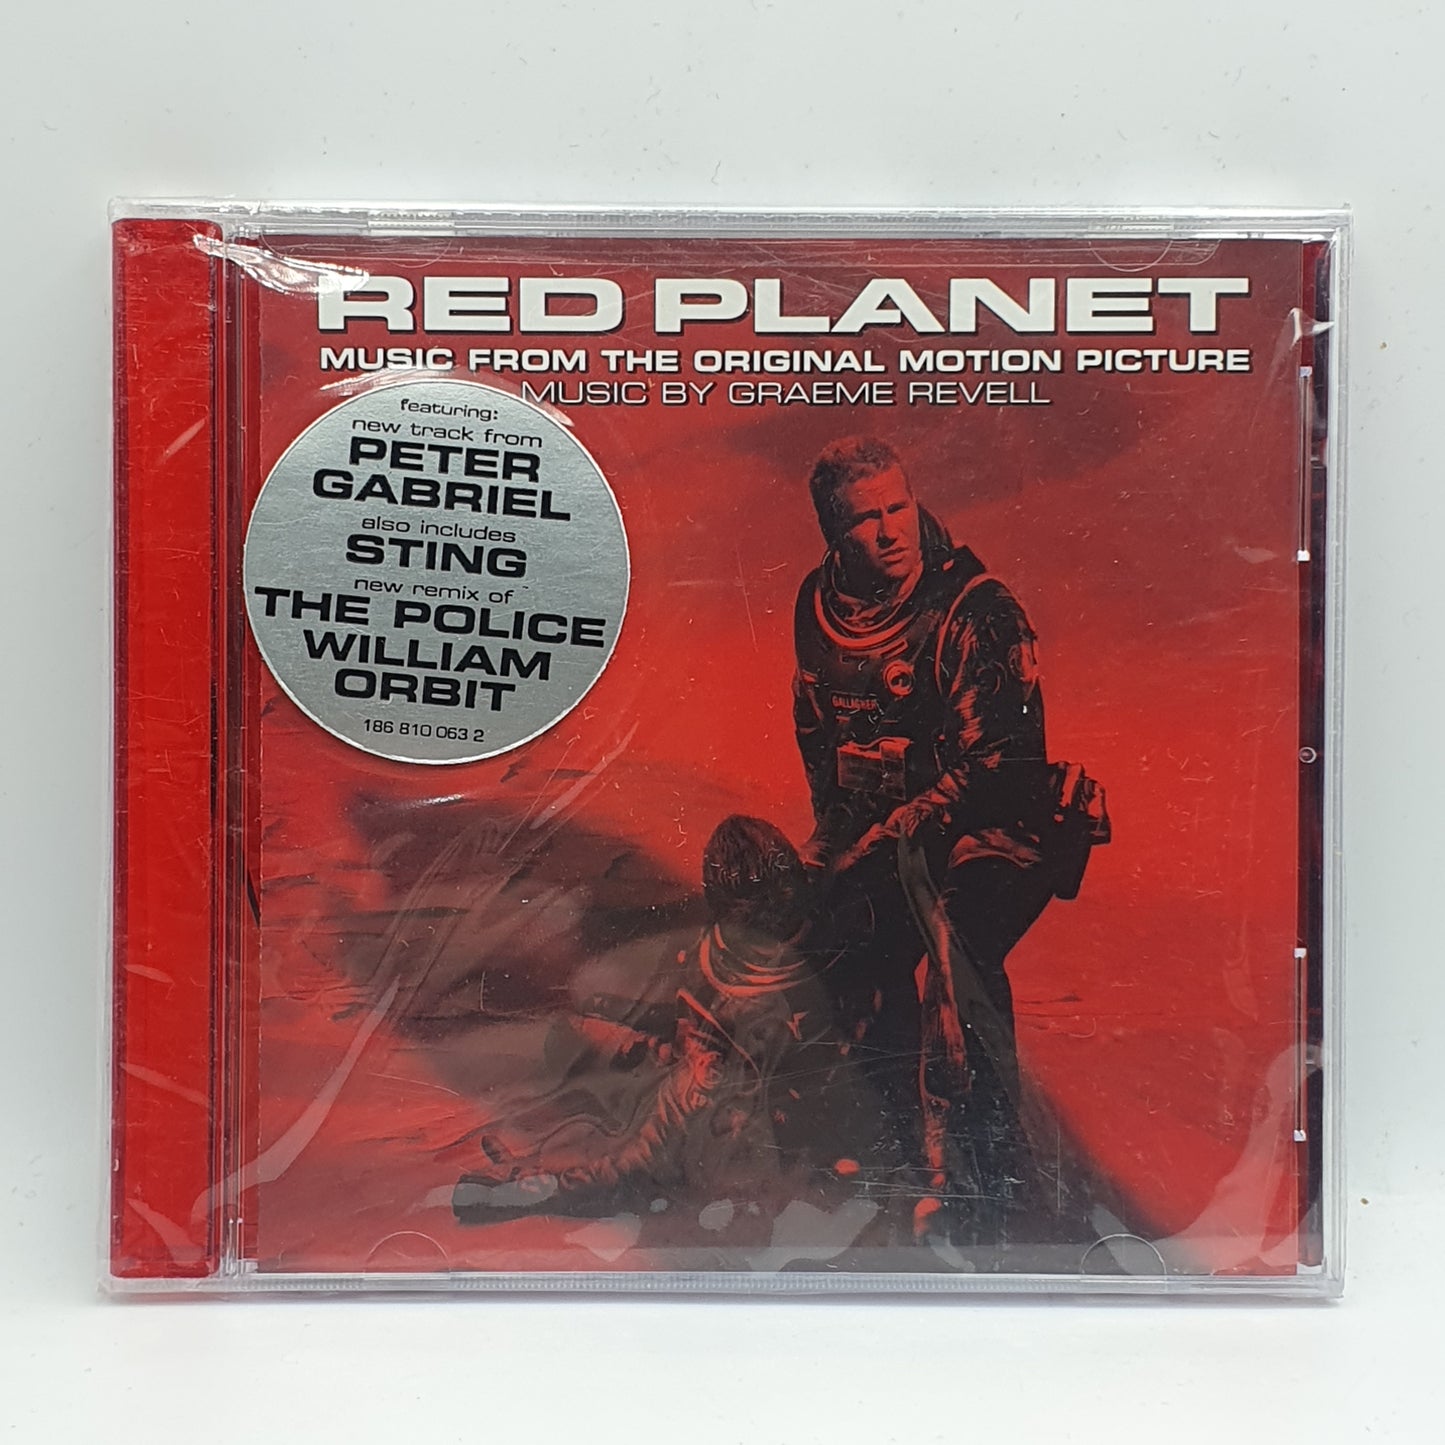 RED PLANET
MUSIC FROM THE ORIGINAL MOTION PICTURE
MUSIC BY GRAEME REVELL
featuring:
new track from
PETER
GABRIEL
also includes
STING
new remix of
THE POLICE
WILLIAM
ORBIT
186 810 063 2
GALLAGHER